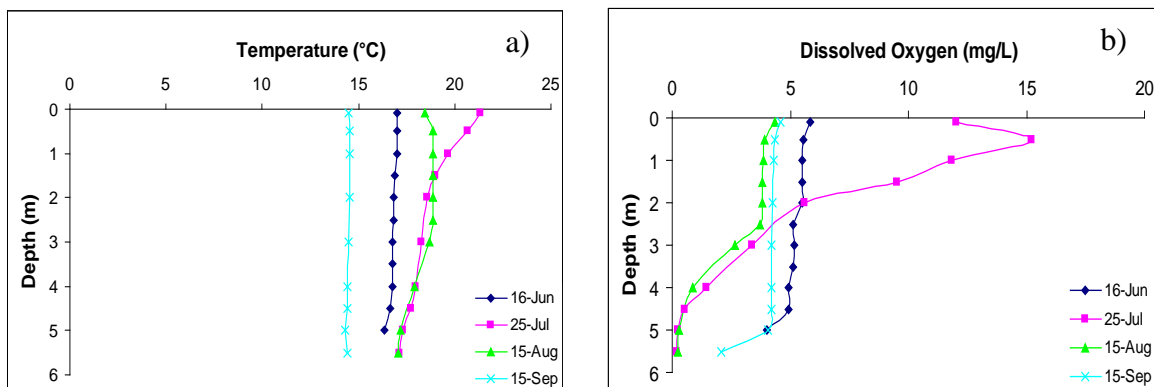 a)
Temperature (°C)
0 5 10 15 20 25
0
1
2
3
4
5
6
Depth (m)
16-Jun
25-Jul
15-Aug
15-Sep
b)
Dissolved Oxygen (mg/L)
0 5 10 15 20
0
1
2
3
4
5
6
Depth (m)
16-Jun
25-Jul
15-Aug
15-Sep